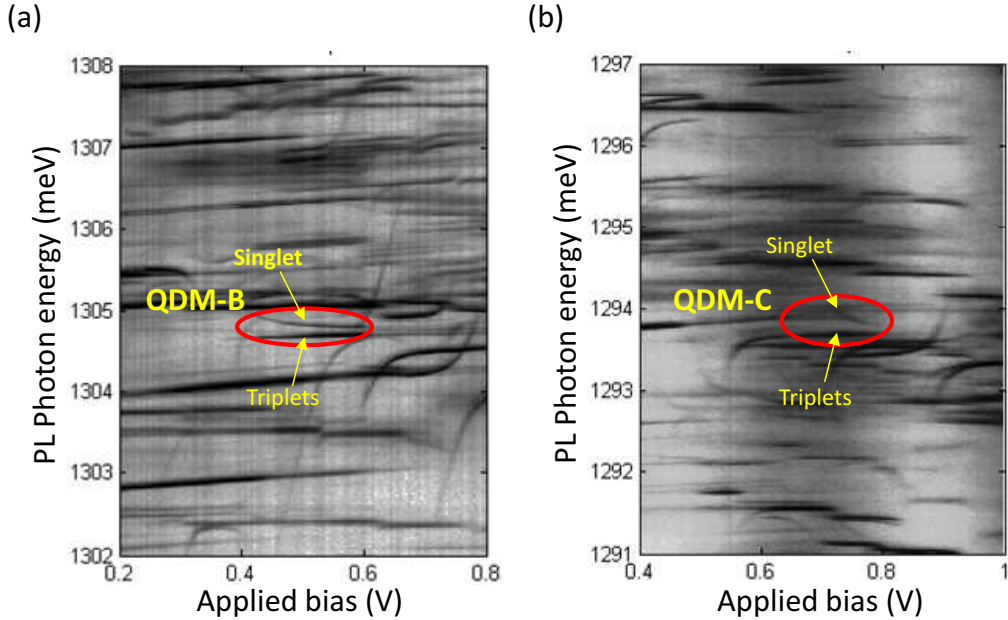 (a)
(b)
PL Photon energy (meV)
1308
1307
1306
1305
1304
1303
1302
Singlet
QDM-B
Triplets
0.2
0.4
0.6
0.8
Applied bias (V)
PL Photon energy (meV)
1297
1296
1295
1294
1293
1292
1291
Singlet
QDM-C
Triplets
0.4
0.6
0.8
1
Applied bias (V)